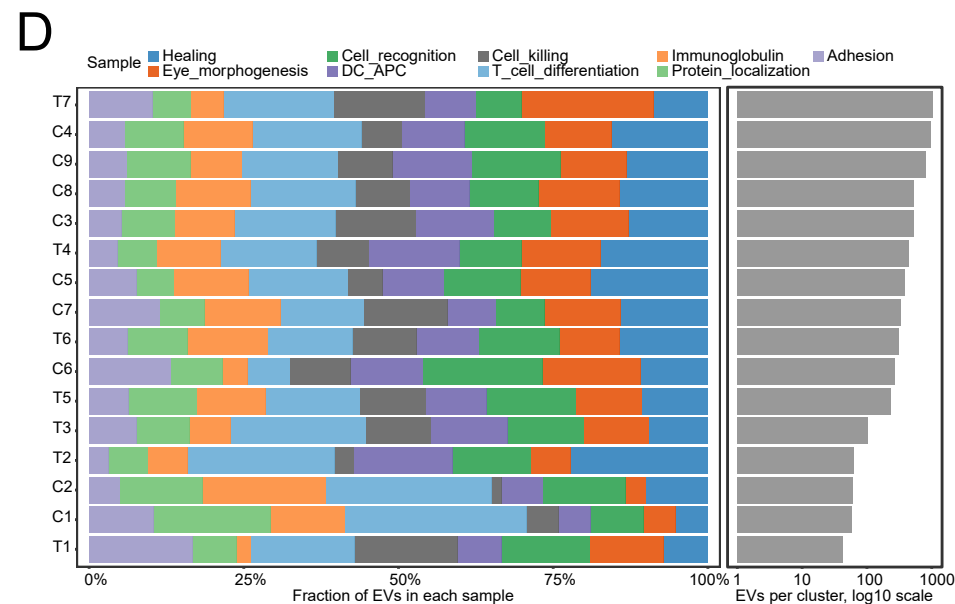 D
Sample Healing Cell_recognition Cell_killing Immunoglobulin Adhesion
Eye_morphogenesis DC_APC T_cell_differentiation Protein_localization
T7
C4
C9
C8
C3
T4
C5
C7
T6
C6
T5
T3
T2
C2
C1
T1
0% 25% 50% 75% 100% 1 10 100 1000
Fraction of EVs in each sample EVs per cluster, log10 scale